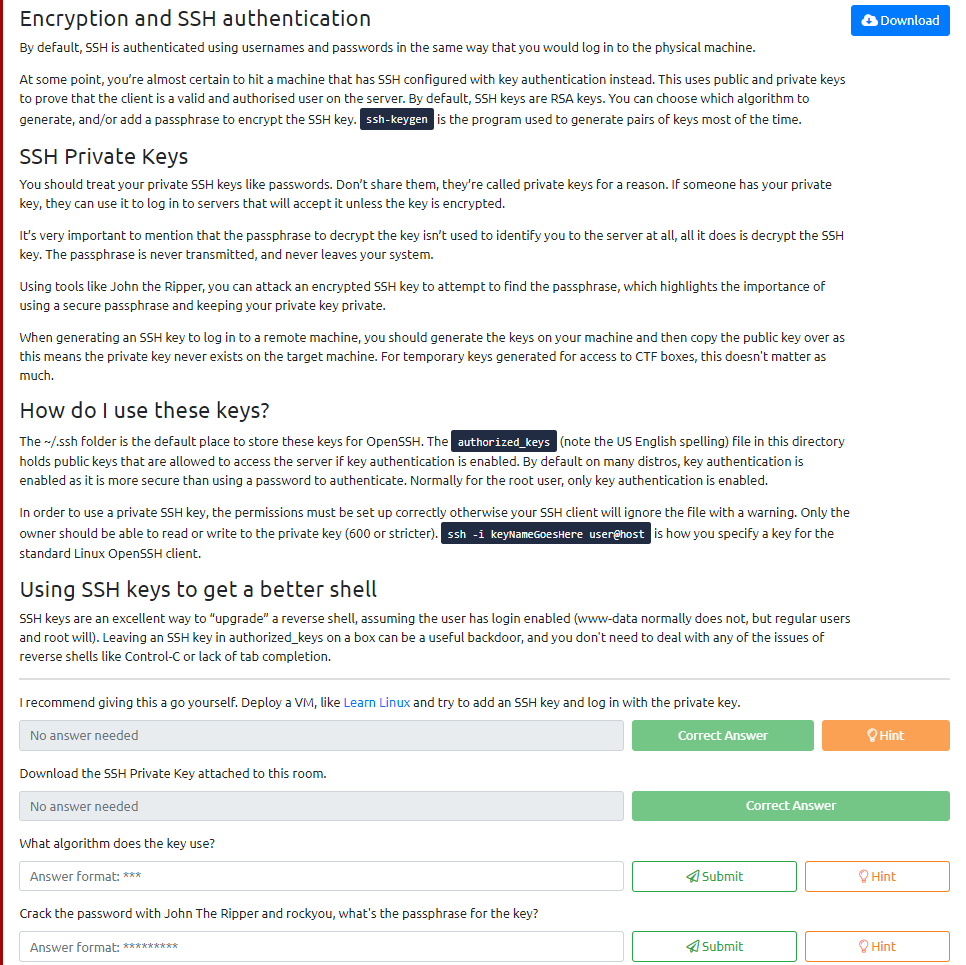 Encryption and SSH authentication
Download
By default, SSH is authenticated using usernames and passwords in the same way that you would log in to the physical machine.
At some point, you’re almost certain to hit a machine that has SSH configured with key authentication instead. This uses public and private keys
to prove that the client is a valid and authorised user on the server. By default, SSH keys are RSA keys. You can choose which algorithm to
generate, and/or add a passphrase to encrypt the SSH key. ssh-keygen is the program used to generate pairs of keys most of the time.
SSH Private Keys
You should treat your private SSH keys like passwords. Don’t share them, they’re called private keys for a reason. If someone has your private
key, they can use it to log in to servers that will accept it unless the key is encrypted.
It’s very important to mention that the passphrase to decrypt the key isn’t used to identify you to the server at all, all it does is decrypt the SSH
key. The passphrase is never transmitted, and never leaves your system.
Using tools like John the Ripper, you can attack an encrypted SSH key to attempt to find the passphrase, which highlights the importance of
using a secure passphrase and keeping your private key private.
When generating an SSH key to log in to a remote machine, you should generate the keys on your machine and then copy the public key over as
this means the private key never exists on the target machine. For temporary keys generated for access to CTF boxes, this doesn't matter as
much.
How do I use these keys?
The ~/.ssh folder is the default place to store these keys for OpenSSH. The authorized_keys (note the US English spelling) file in this directory
holds public keys that are allowed to access the server if key authentication is enabled. By default on many distros, key authentication is
enabled as it is more secure than using a password to authenticate. Normally for the root user, only key authentication is enabled.
In order to use a private SSH key, the permissions must be set up correctly otherwise your SSH client will ignore the file with a warning. Only the
owner should be able to read or write to the private key (600 or stricter). ssh -i keyNameGoesHere user@host is how you specify a key for the
standard Linux OpenSSH client.
Using SSH keys to get a better shell
SSH keys are an excellent way to “upgrade” a reverse shell, assuming the user has login enabled (www-data normally does not, but regular users
and root will). Leaving an SSH key in authorized_keys on a box can be a useful backdoor, and you don't need to deal with any of the issues of
reverse shells like Control-C or lack of tab completion.
I recommend giving this a go yourself. Deploy a VM, like Learn Linux and try to add an SSH key and log in with the private key.
No answer needed
Correct Answer
Hint
Download the SSH Private Key attached to this room.
No answer needed
Correct Answer
What algorithm does the key use?
Answer format: ***
Submit
Hint
Crack the password with John The Ripper and rockyou, what's the passphrase for the key?
Answer format: *********
Submit
Hint